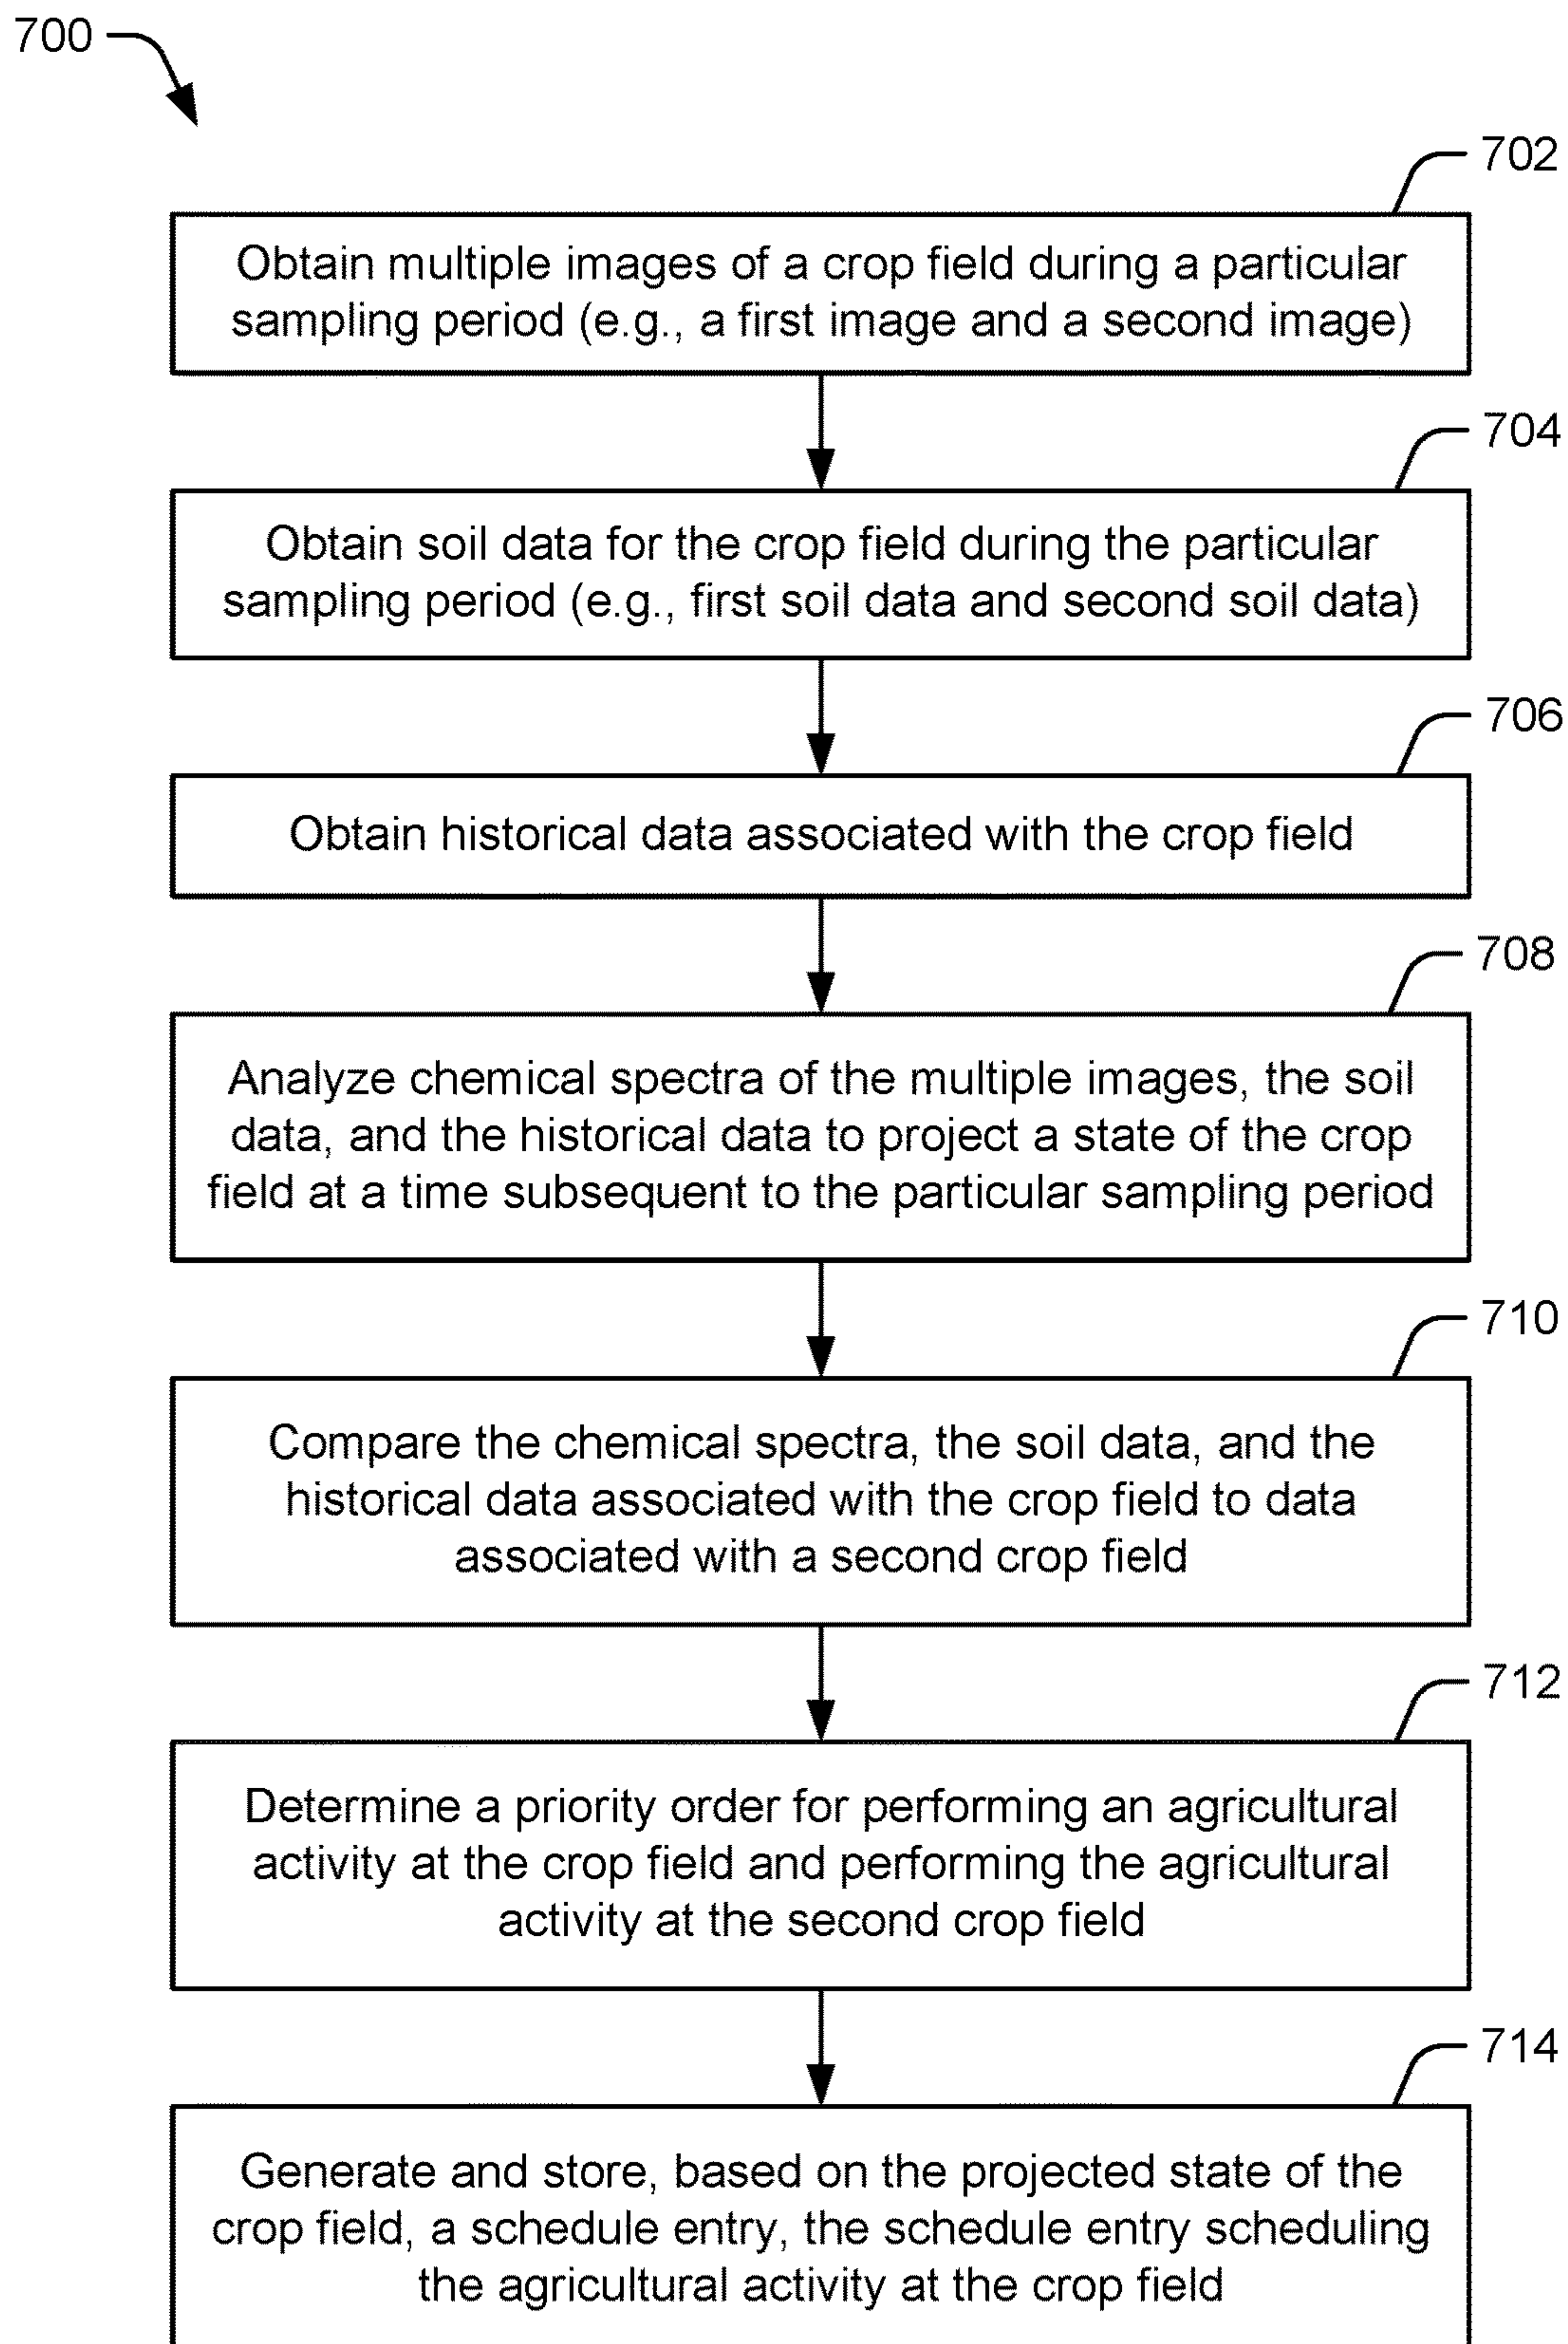 700
702
Obtain multiple images of a crop field during a particular
sampling period (e.g., a first image and a second image)
704
Obtain soil data for the crop field during the particular
sampling period (e.g., first soil data and second soil data)
706
Obtain historical data associated with the crop field
708
Analyze chemical spectra of the multiple images, the soil
data, and the historical data to project a state of the crop
field at a time subsequent to the particular sampling period
710
Compare the chemical spectra, the soil data, and the
historical data associated with the crop field to data
associated with a second crop field
712
Determine a priority order for performing an agricultural
activity at the crop field and performing the agricultural
activity at the second crop field
714
Generate and store, based on the projected state of the
crop field, a schedule entry, the schedule entry scheduling
the agricultural activity at the crop field